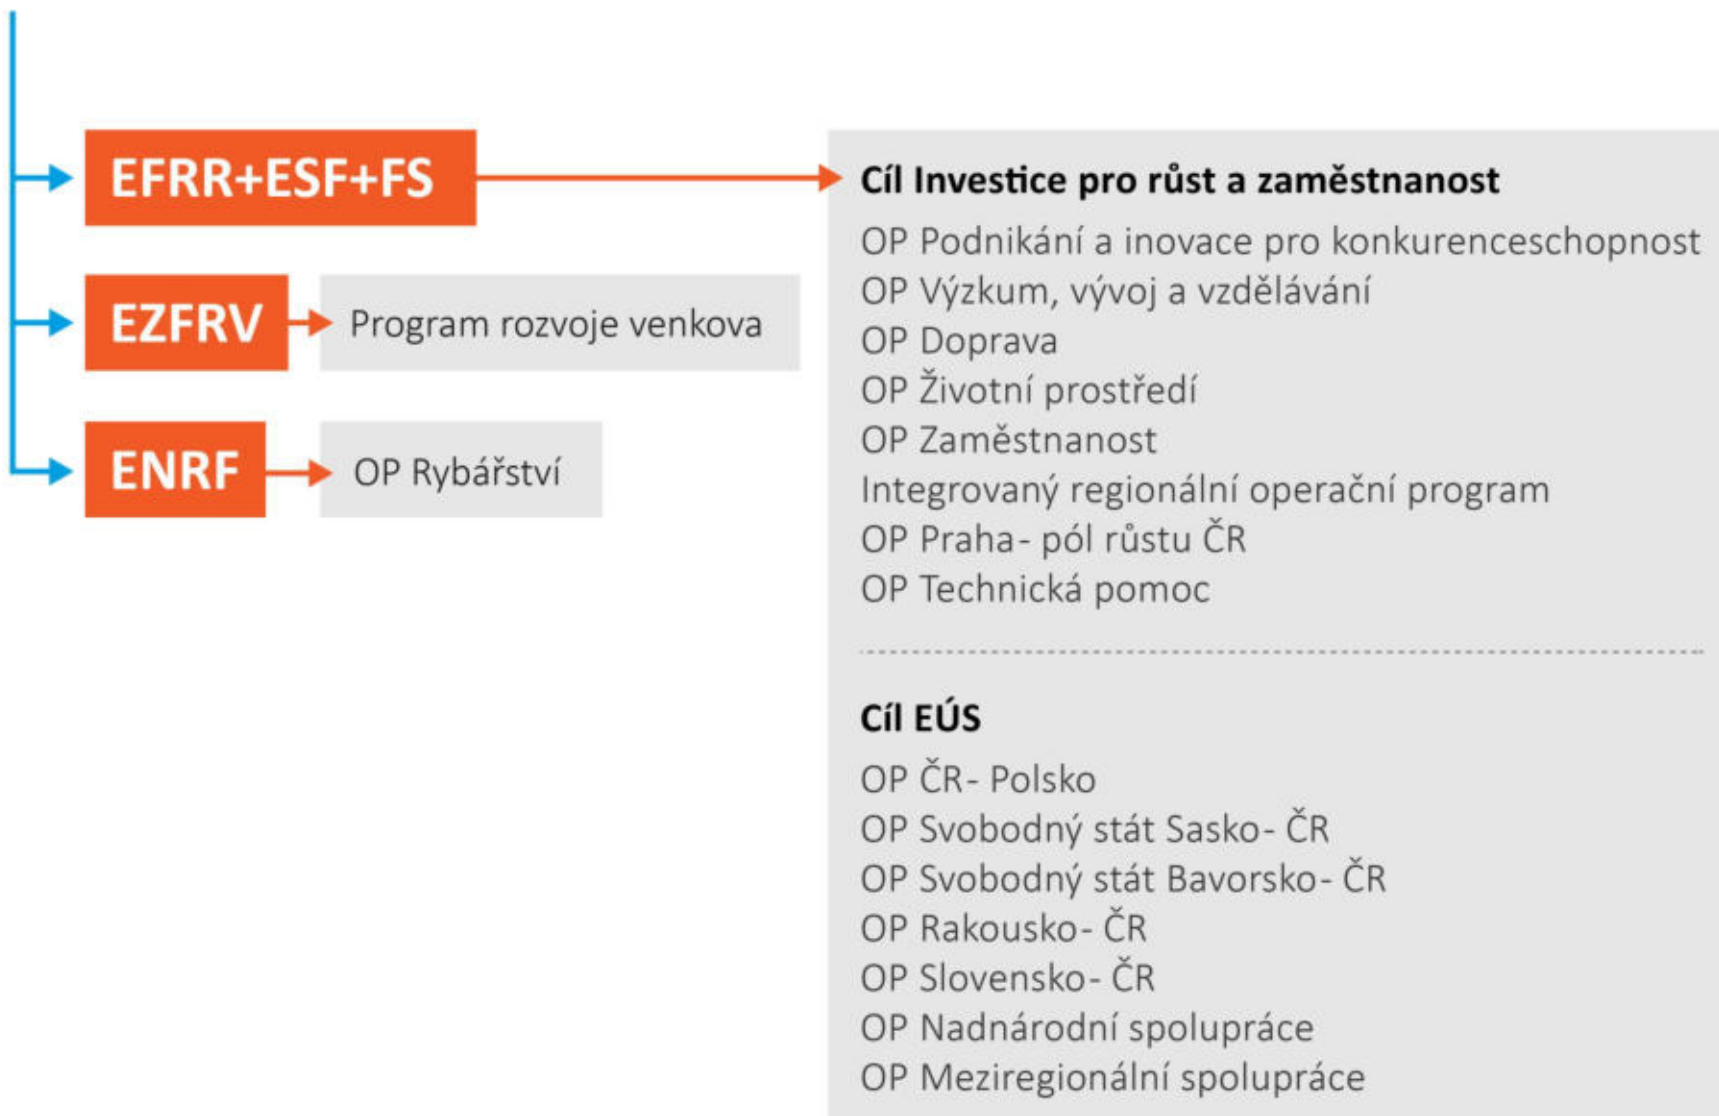 EFRR+ESF+FS
EZFRV
Program rozvoje venkova
ENRF
OP Rybářství
Cíl Investice pro růst a zaměstnanost
OP Podnikání a inovace pro konkurenceschopnost
OP Výzkum, vývoj a vzdělávání
OP Doprava
OP Životní prostředí
OP Zaměstnanost
Integrovaný regionální operační program
OP Praha- pól růstu ČR
OP Technická pomoc
Cíl EÚS
OP ČR- Polsko
OP Svobodný stát Sasko- ČR
OP Svobodný stát Bavorsko- ČR
OP Rakousko- ČR
OP Slovensko- ČR
OP Nadnárodní spolupráce
OP Meziregionální spolupráce